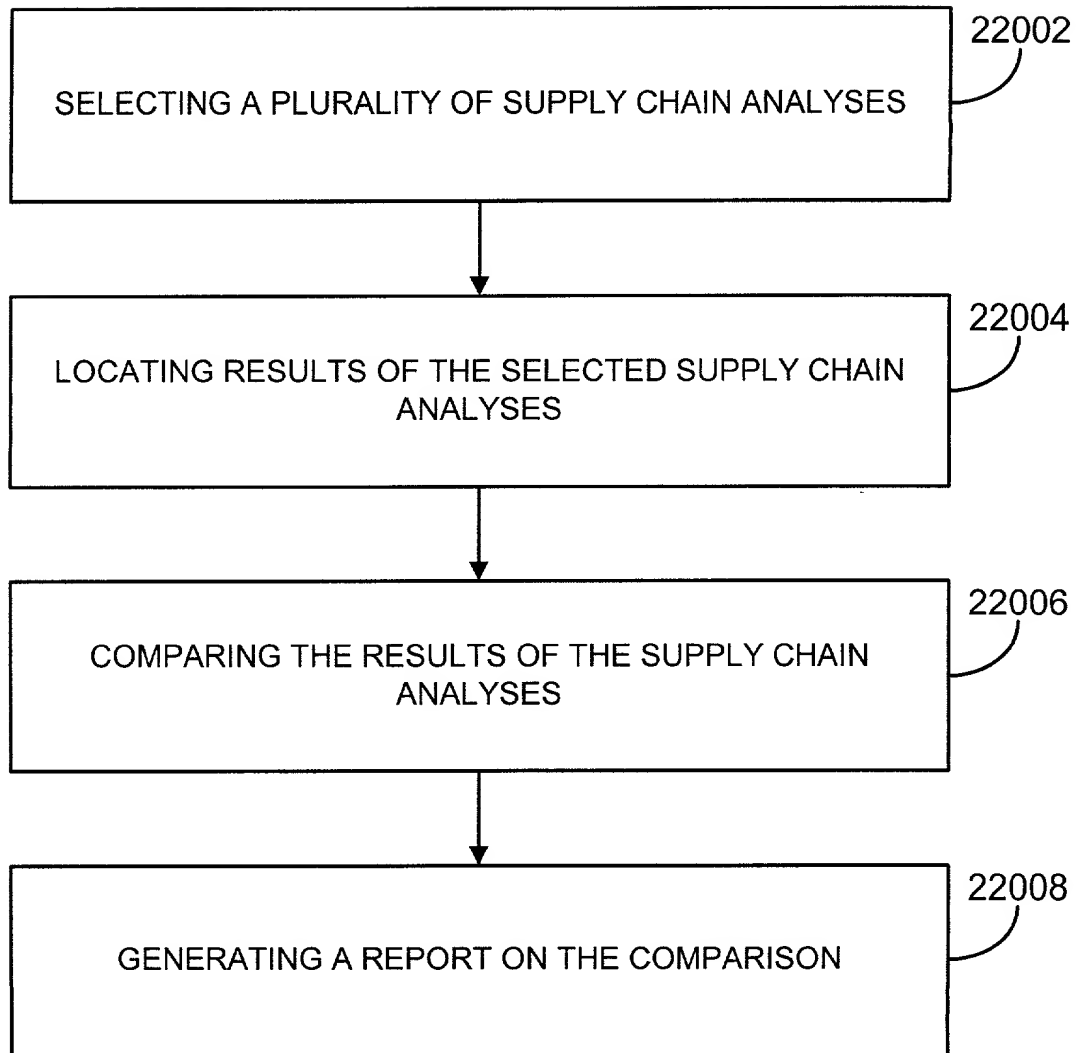 22002
SELECTING A PLURALITY OF SUPPLY CHAIN ANALYSES
22004
LOCATING RESULTS OF THE SELECTED SUPPLY CHAIN
ANALYSES
22006
COMPARING THE RESULTS OF THE SUPPLY CHAIN
ANALYSES
22008
GENERATING A REPORT ON THE COMPARISON